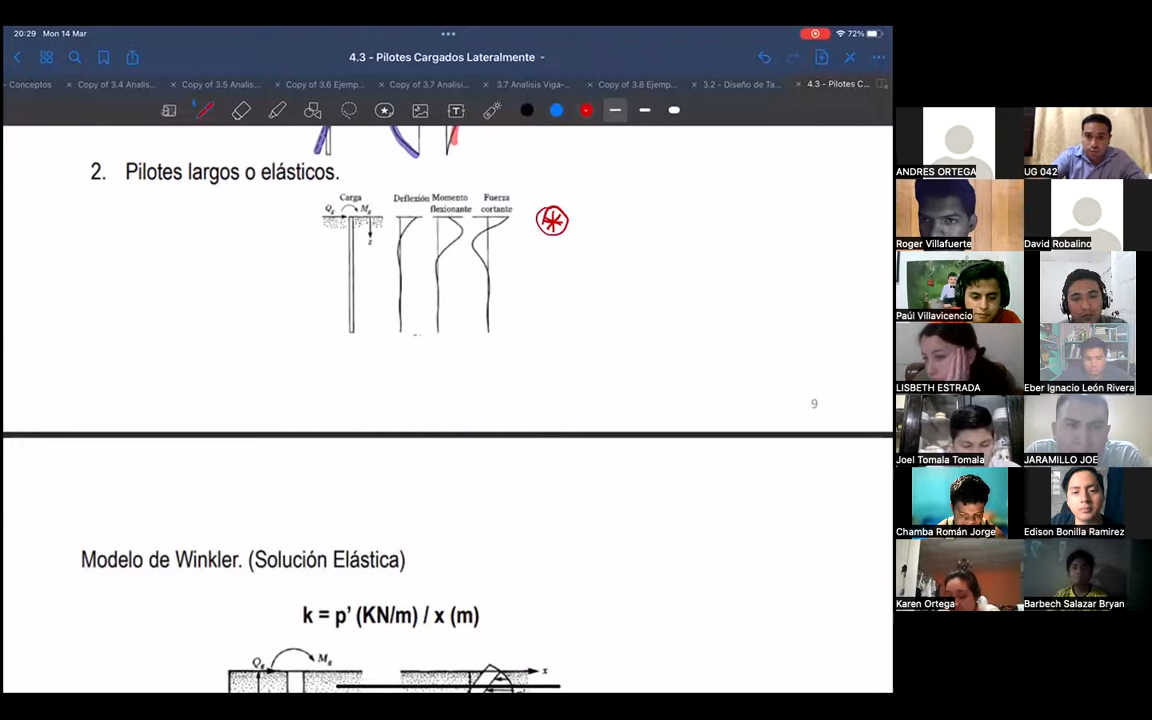 20:29 Mon 14 Mar
72%
4.3 - Pilotes Cargados Lateralmente
Conceptos
Copy of 3.4 Analis...
Copy of 3.5 Analis...
Copy of 3.6 Ejemp...
Copy of 3.7 Analisi...
3.7 Analisis Viga-...
Copy of 3.8 Ejemp...
3.2 - Diseño de Ta...
4.3 - Pilotes C...
2. Pilotes largos o elásticos.
Carga
Deflexión
Momento flexionante
Fuerza cortante
Qg
Mg
z
9
Modelo de Winkler. (Solución Elástica)
k = p' (KN/m) / x (m)
Qg
Mg
x
ANDRES ORTEGA
UG 042
Roger Villafuerte
David Robalino
Paúl Villavicencio
LISBETH ESTRADA
Eber Ignacio León Rivera
Joel Tomala Tomala
JARAMILLO JOE
Chamba Román Jorge
Edison Bonilla Ramirez
Karen Ortega
Barbech Salazar Bryan